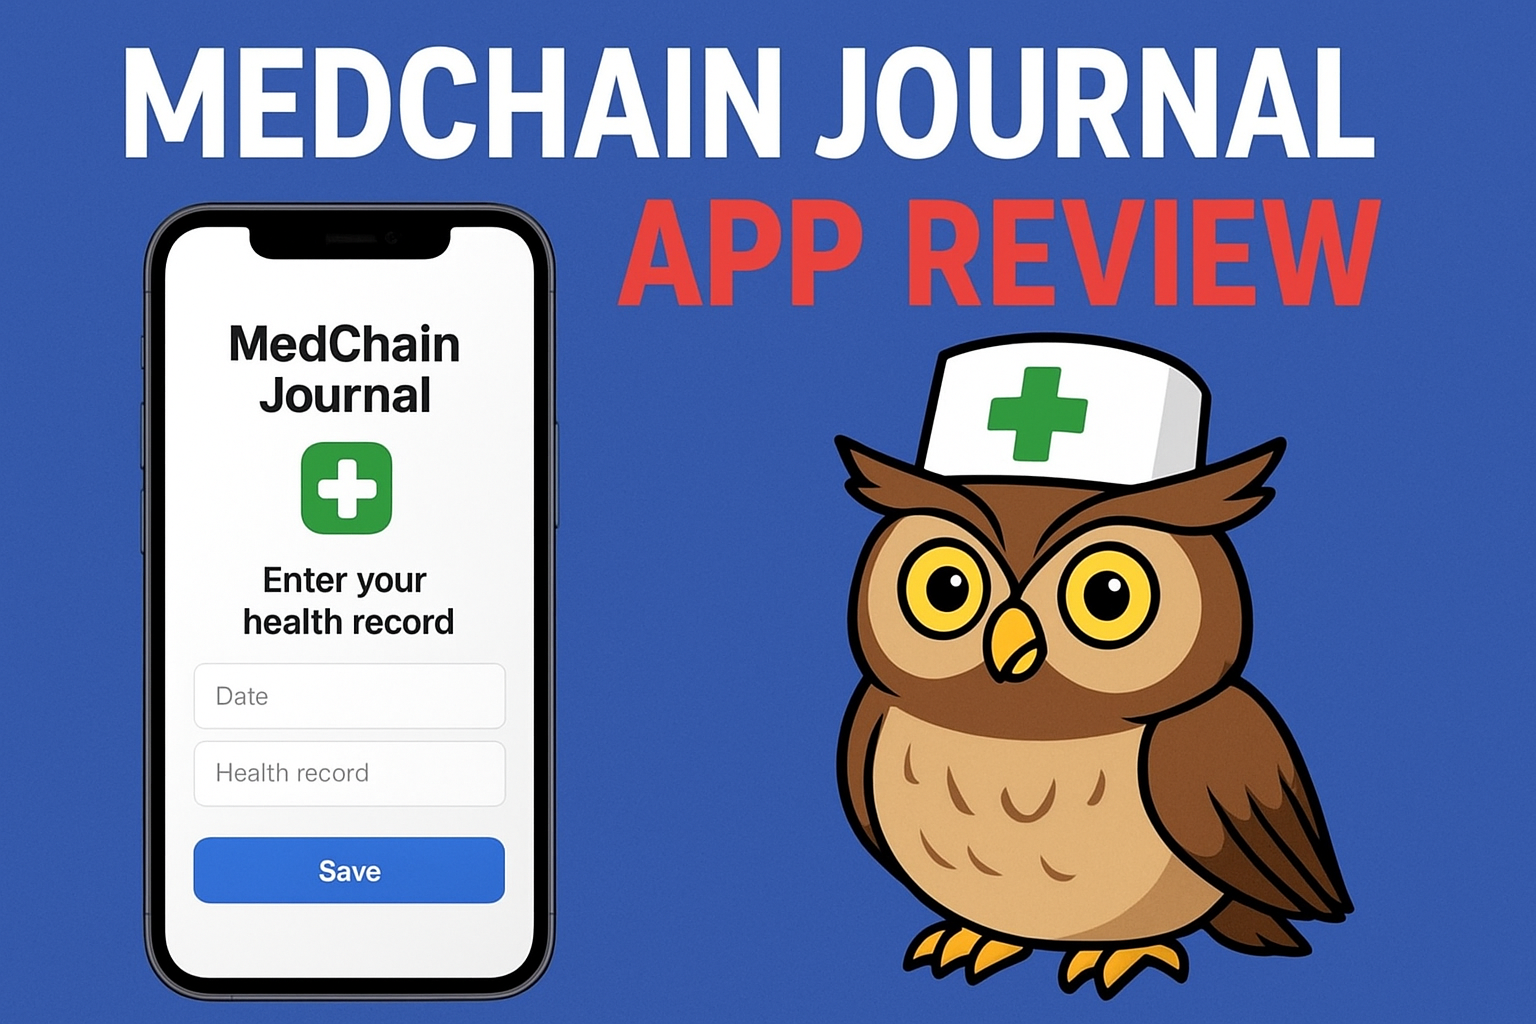 MEDCHAIN JOURNAL
APP REVIEW
MedChain
Journal
Enter your
health record
Date
Health record
Save